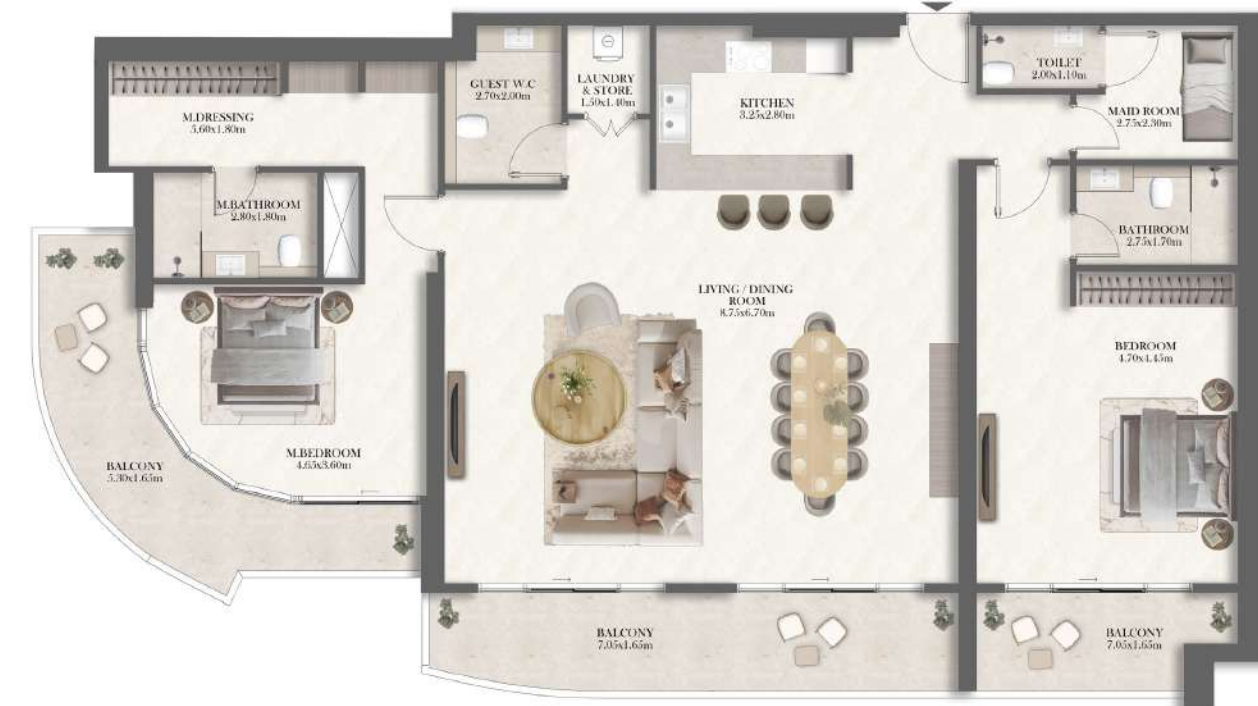 GUEST W.C
2.70x2.00m
LAUNDRY
& STORE
1.50x1.40m
KITCHEN
3.25x2.80m
TOILET
2.00x1.10m
MAID ROOM
2.75x2.30m
M.DRESSING
5.60x1.80m
M.BATHROOM
2.80x1.80m
BATHROOM
2.75x1.70m
LIVING / DINING
ROOM
8.75x6.70m
BEDROOM
4.70x4.45m
M.BEDROOM
4.65x3.60m
BALCONY
5.30x1.65m
BALCONY
7.05x1.65m
BALCONY
7.05x1.65m